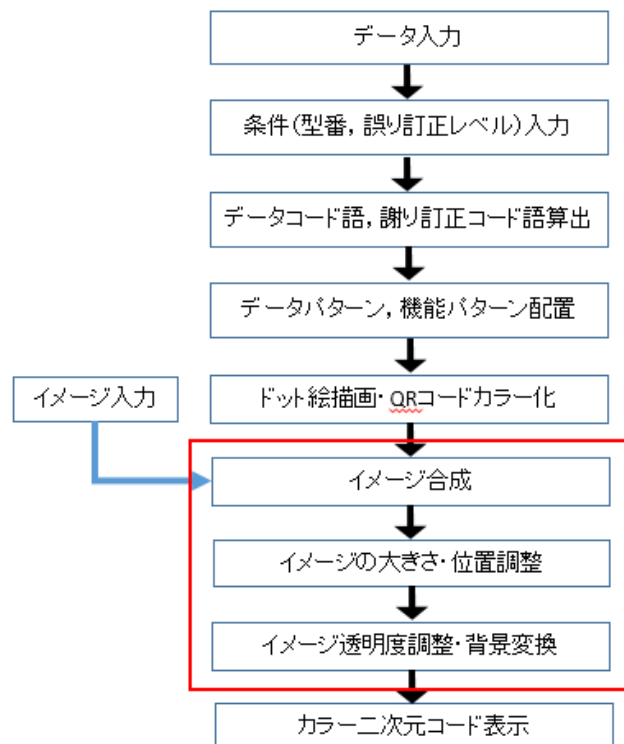 データ入力
条件(型番, 誤り訂正レベル)入力
データコード語, 謝り訂正コード語算出
データパターン, 機能パターン配置
イメージ入力
ドット絵描画・QRコードカラー化
イメージ合成
イメージの大きさ・位置調整
イメージ透明度調整・背景変換
カラー二次元コード表示